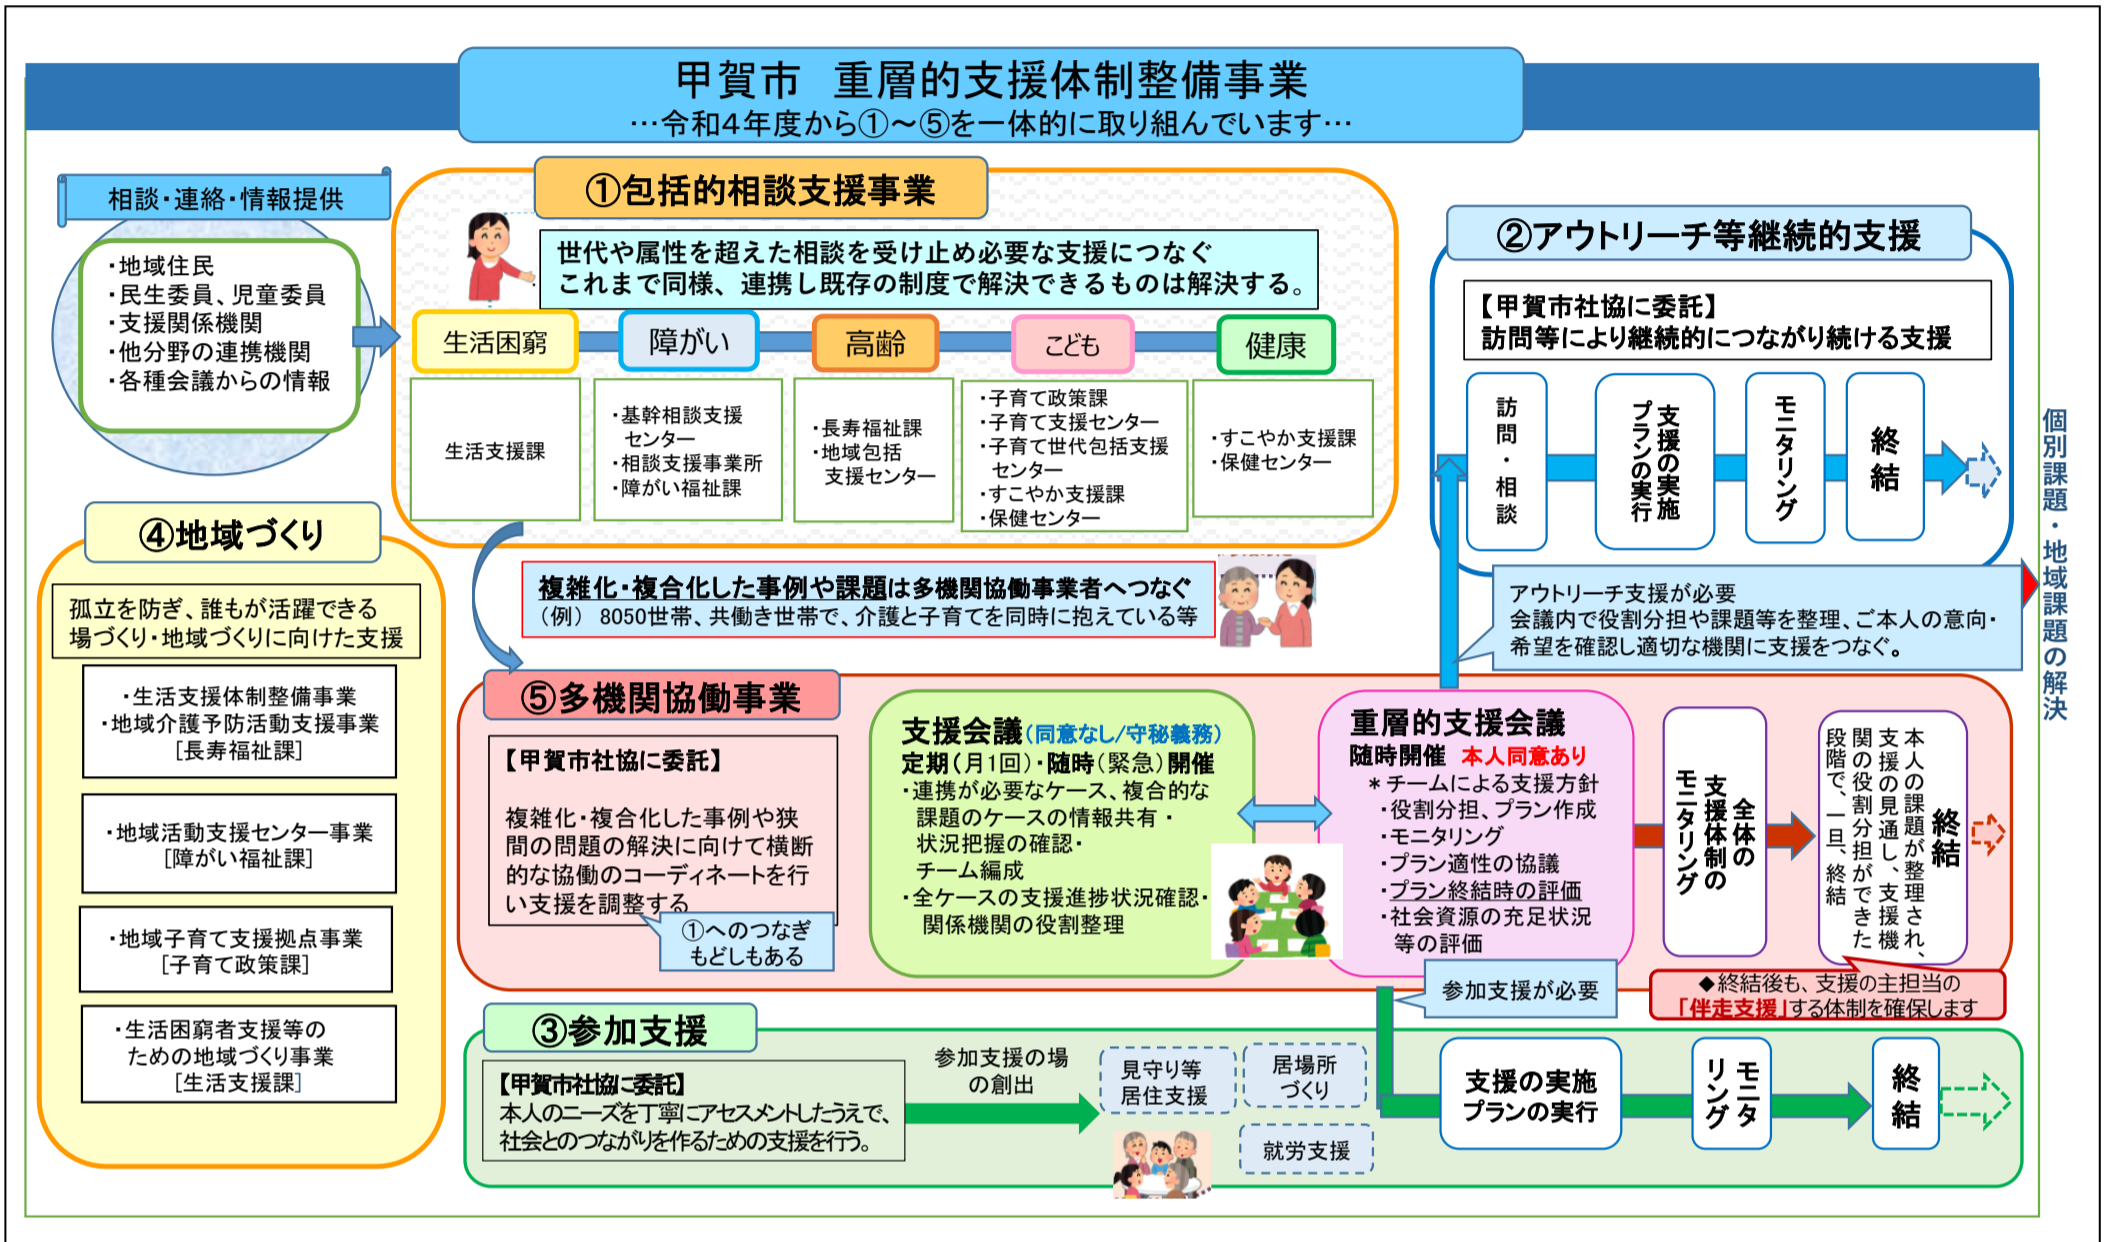 甲賀市　重層的支援体制整備事業
…令和４年度から①～⑤を一体的に取り組んでいます…
相談・連絡・情報提供
・地域住民
・民生委員、児童委員
・支援関係機関
・他分野の連携機関
・各種会議からの情報
①包括的相談支援事業
世代や属性を超えた相談を受け止め必要な支援につなぐ
これまで同様、連携し既存の制度で解決できるものは解決する。
生活困窮
障がい
高齢
こども
健康
生活支援課
・基幹相談支援
センター
・相談支援事業所
・障がい福祉課
・長寿福祉課
・地域包括
支援センター
・子育て政策課
・子育て支援センター
・子育て世代包括支援
センター
・すこやか支援課
・保健センター
・すこやか支援課
・保健センター
②アウトリーチ等継続的支援
【甲賀市社協に委託】
訪問等により継続的につながり続ける支援
訪問・相談
支援の実施
プランの実行
モニタリング
終結
アウトリーチ支援が必要
会議内で役割分担や課題等を整理、ご本人の意向・
希望を確認し適切な機関に支援をつなぐ。
個別課題・地域課題の解決
④地域づくり
孤立を防ぎ、誰もが活躍できる
場づくり・地域づくりに向けた支援
・生活支援体制整備事業
・地域介護予防活動支援事業
［長寿福祉課］
・地域活動支援センター事業
［障がい福祉課］
・地域子育て支援拠点事業
［子育て政策課］
・生活困窮者支援等の
ための地域づくり事業
［生活支援課］
複雑化・複合化した事例や課題は多機関協働事業者へつなぐ
（例）　8050世帯、共働き世帯で、介護と子育てを同時に抱えている等
⑤多機関協働事業
【甲賀市社協に委託】
複雑化・複合化した事例や狭
間の問題の解決に向けて横断
的な協働のコーディネートを行
い支援を調整する
①へのつなぎ
もどしもある
支援会議（同意なし/守秘義務）
定期（月1回）・随時（緊急）開催
・連携が必要なケース、複合的な
課題のケースの情報共有・
状況把握の確認・
チーム編成
・全ケースの支援進捗状況確認・
関係機関の役割整理
重層的支援会議
随時開催　本人同意あり
＊チームによる支援方針
・役割分担、プラン作成
・モニタリング
・プラン適性の協議
・プラン終結時の評価
・社会資源の充足状況
等の評価
全体の
支援体制の
モニタリング
終結
本人の課題が整理され、
支援の見通し、支援機
関の役割分担ができた
段階で、一旦、終結
◆終結後も、支援の主担当の
「伴走支援」する体制を確保します
参加支援が必要
③参加支援
【甲賀市社協に委託】
本人のニーズを丁寧にアセスメントしたうえで、
社会とのつながりを作るための支援を行う。
参加支援の場
の創出
見守り等
居住支援
居場所
づくり
就労支援
支援の実施
プランの実行
モニタ
リング
終結